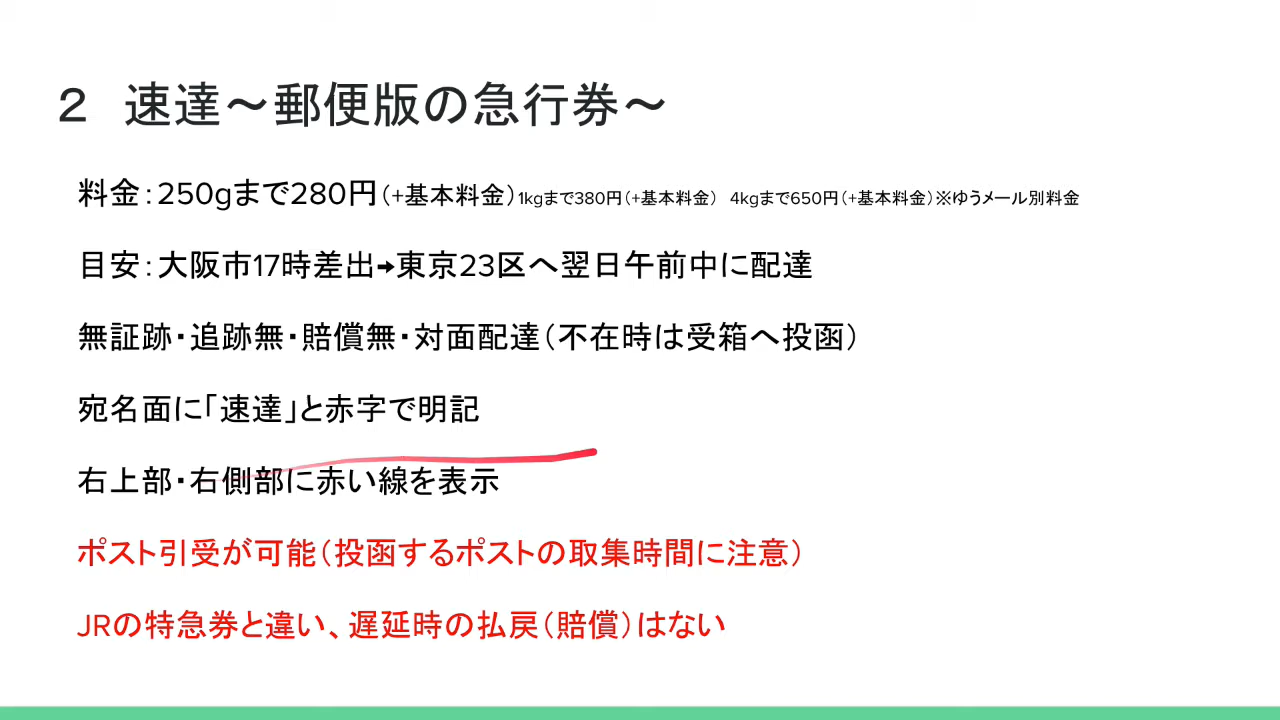 ２　速達～郵便版の急行券～
料金：250gまで280円（+基本料金）1kgまで380円（+基本料金）　4kgまで650円（+基本料金）※ゆうメール別料金
目安：大阪市17時差出➡東京23区へ翌日午前中に配達
無証跡・追跡無・賠償無・対面配達（不在時は受箱へ投函）
宛名面に「速達」と赤字で明記
右上部・右側部に赤い線を表示
ポスト引受が可能（投函するポストの取集時間に注意）
JRの特急券と違い、遅延時の払戻（賠償）はない